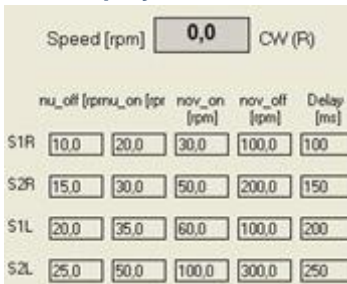 Speed [rpm] 0,0 CW (R)
nu_off [rpm nu_on [rpr nov_on nov_off Delay
[rpm] [rpm] [ms]
S1R 10,0 20,0 30,0 100,0 100
S2R 15,0 30,0 50,0 200,0 150
S1L 20,0 35,0 60,0 100,0 200
S2L 25,0 50,0 100,0 300,0 250